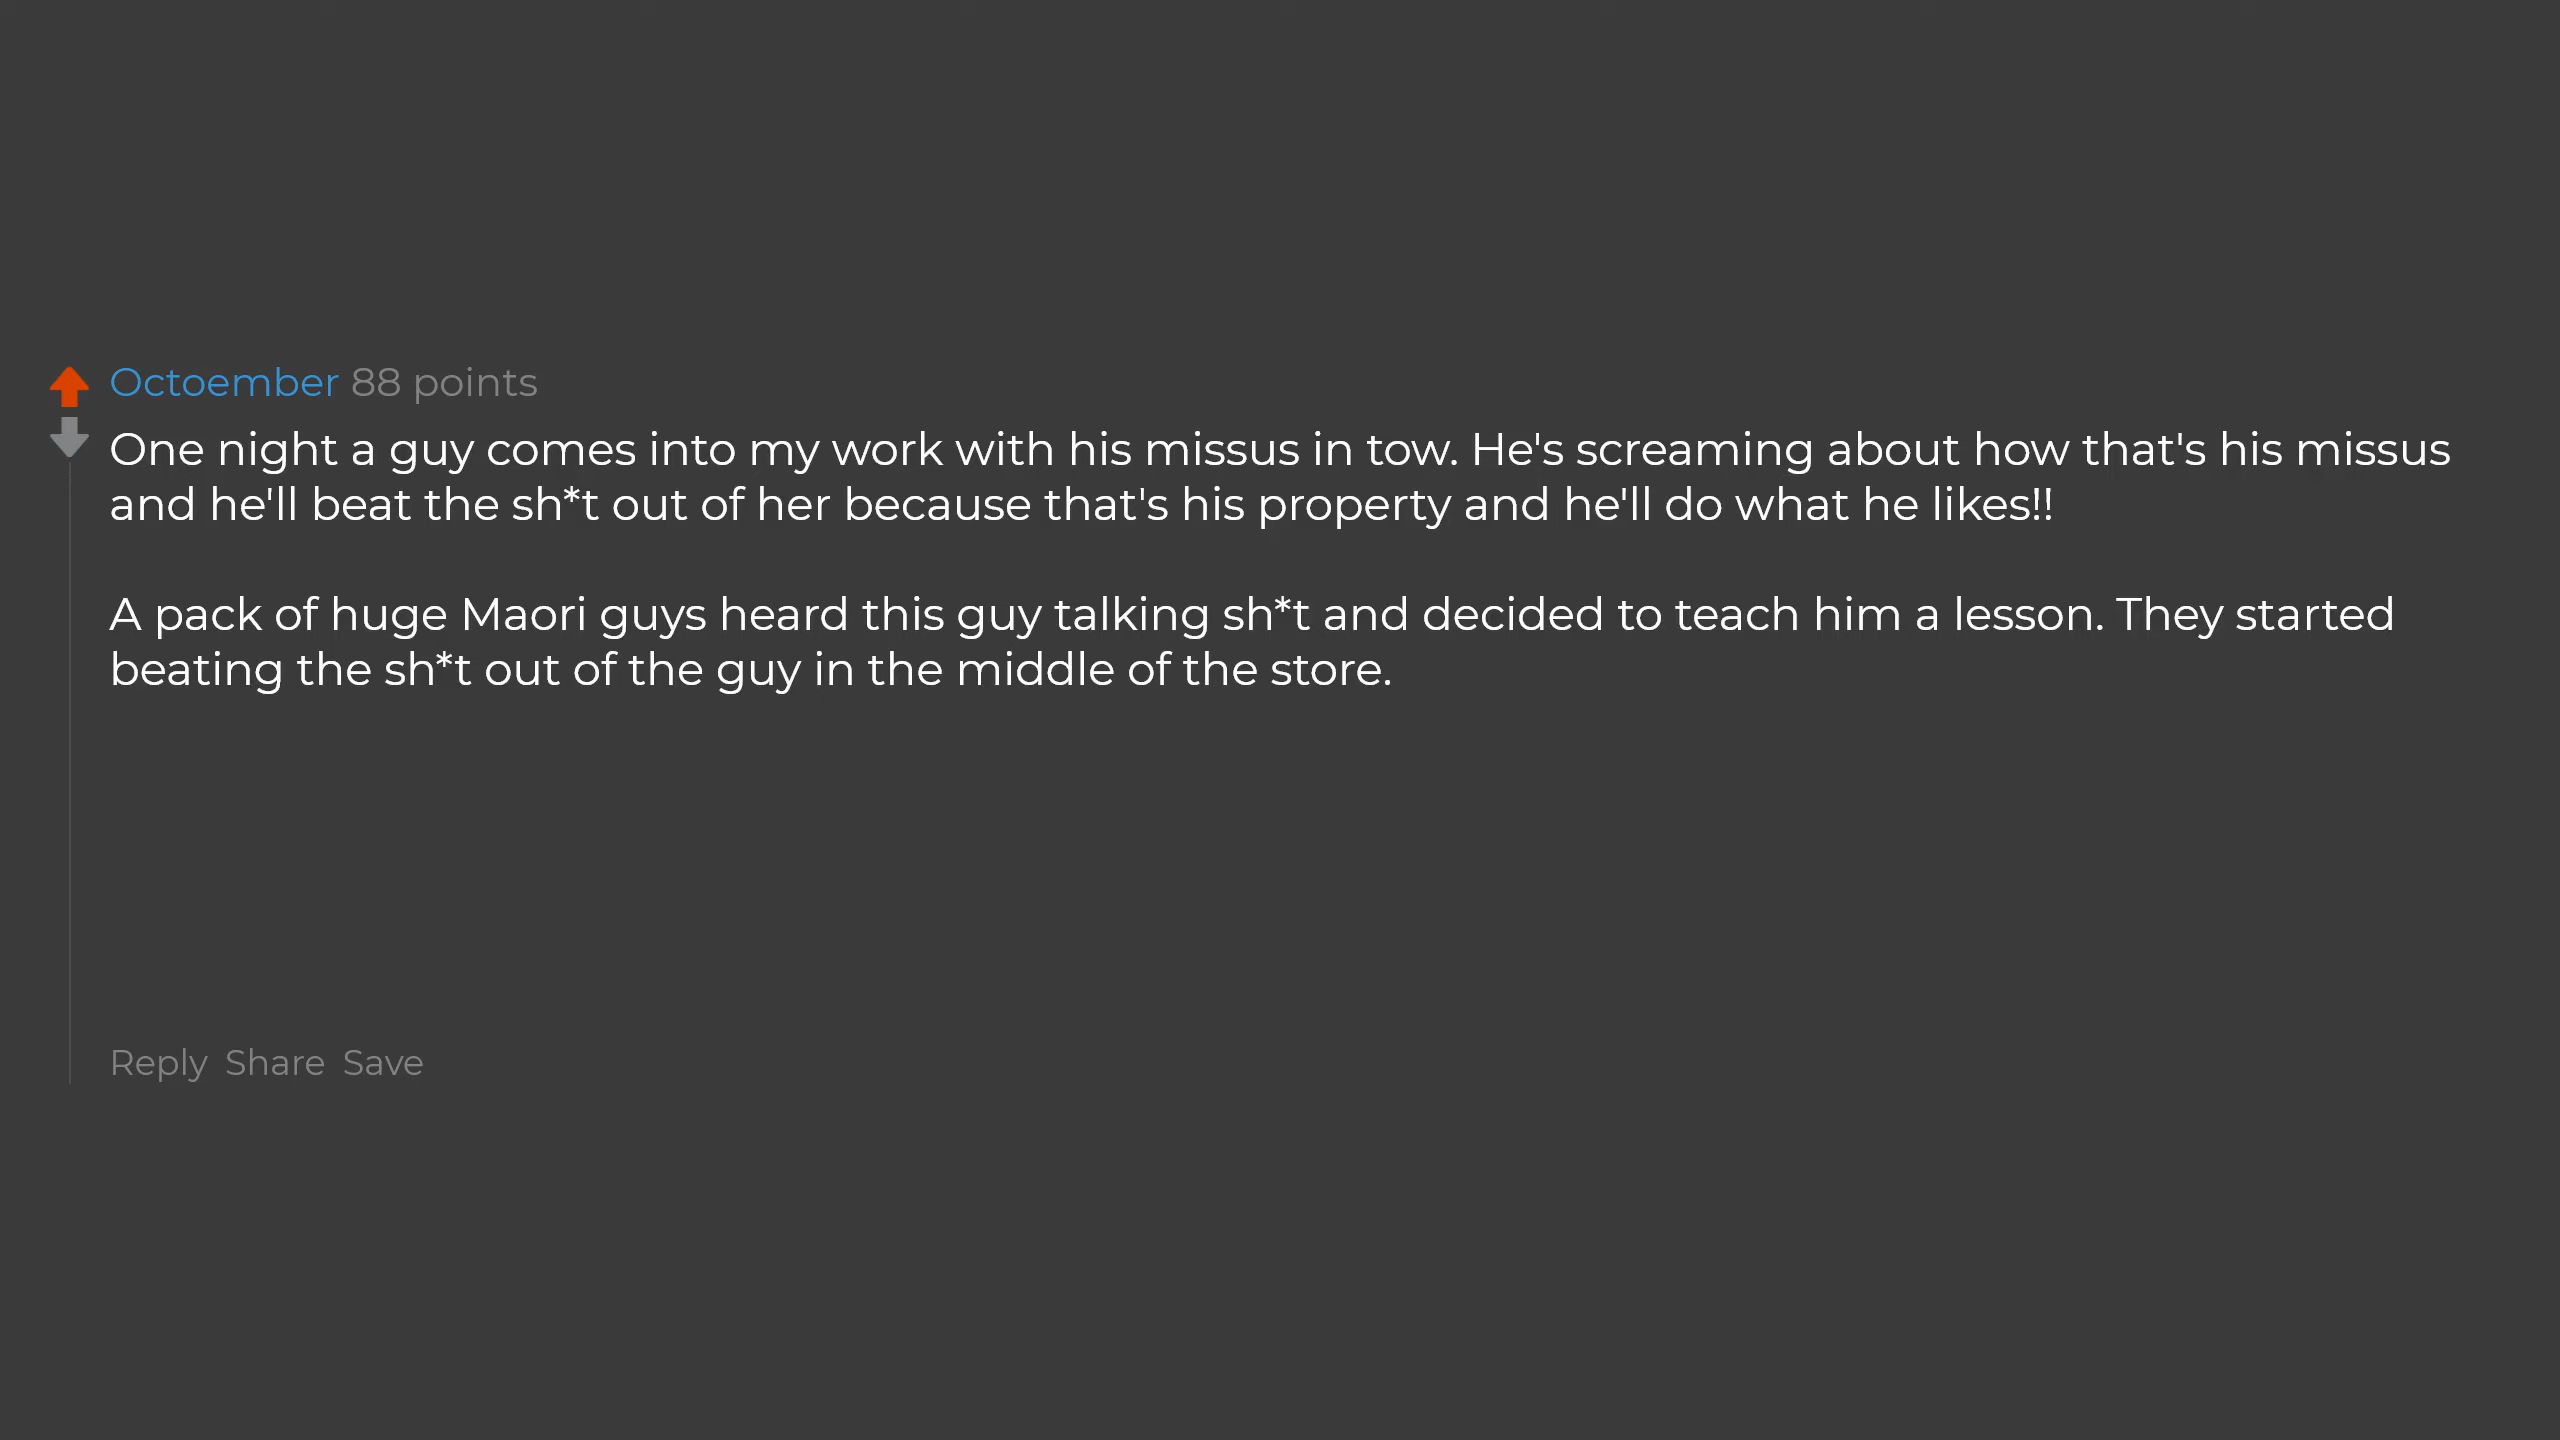 Octoember 88 points
One night a guy comes into my work with his missus in tow. He's screaming about how that's his missus
and he'll beat the sh*t out of her because that's his property and he'll do what he likes!!
A pack of huge Maori guys heard this guy talking sh*t and decided to teach him a lesson. They started
beating the sh*t out of the guy in the middle of the store.
Reply Share Save